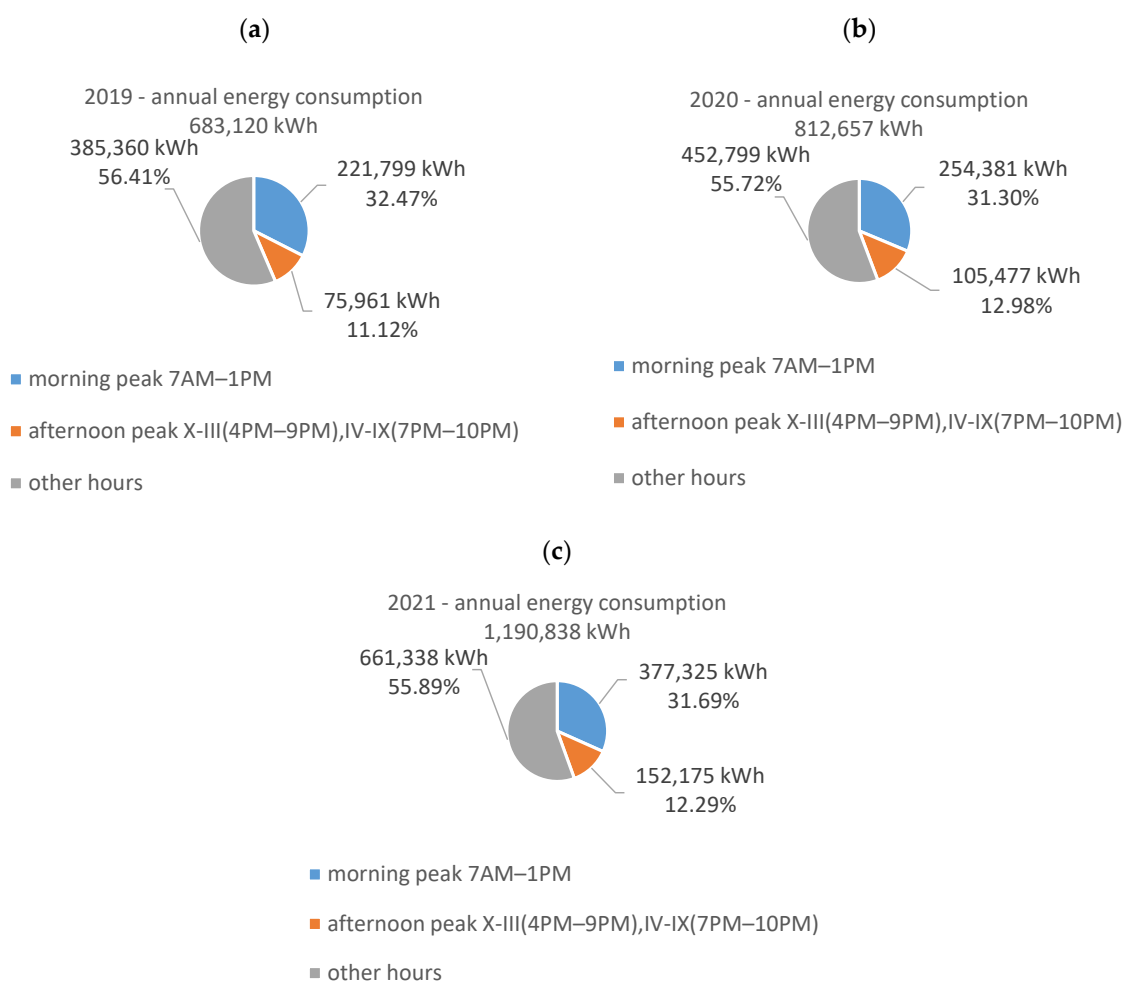 (a)
2019 - annual energy consumption
683,120 kWh
385,360 kWh
56.41%
221,799 kWh
32.47%
75,961 kWh
11.12%
morning peak 7AM–1PM
afternoon peak X-III(4PM–9PM),IV-IX(7PM–10PM)
other hours
(b)
2020 - annual energy consumption
812,657 kWh
452,799 kWh
55.72%
254,381 kWh
31.30%
105,477 kWh
12.98%
morning peak 7AM–1PM
afternoon peak X-III(4PM–9PM),IV-IX(7PM–10PM)
other hours
(c)
2021 - annual energy consumption
1,190,838 kWh
661,338 kWh
55.89%
377,325 kWh
31.69%
152,175 kWh
12.29%
morning peak 7AM–1PM
afternoon peak X-III(4PM–9PM),IV-IX(7PM–10PM)
other hours